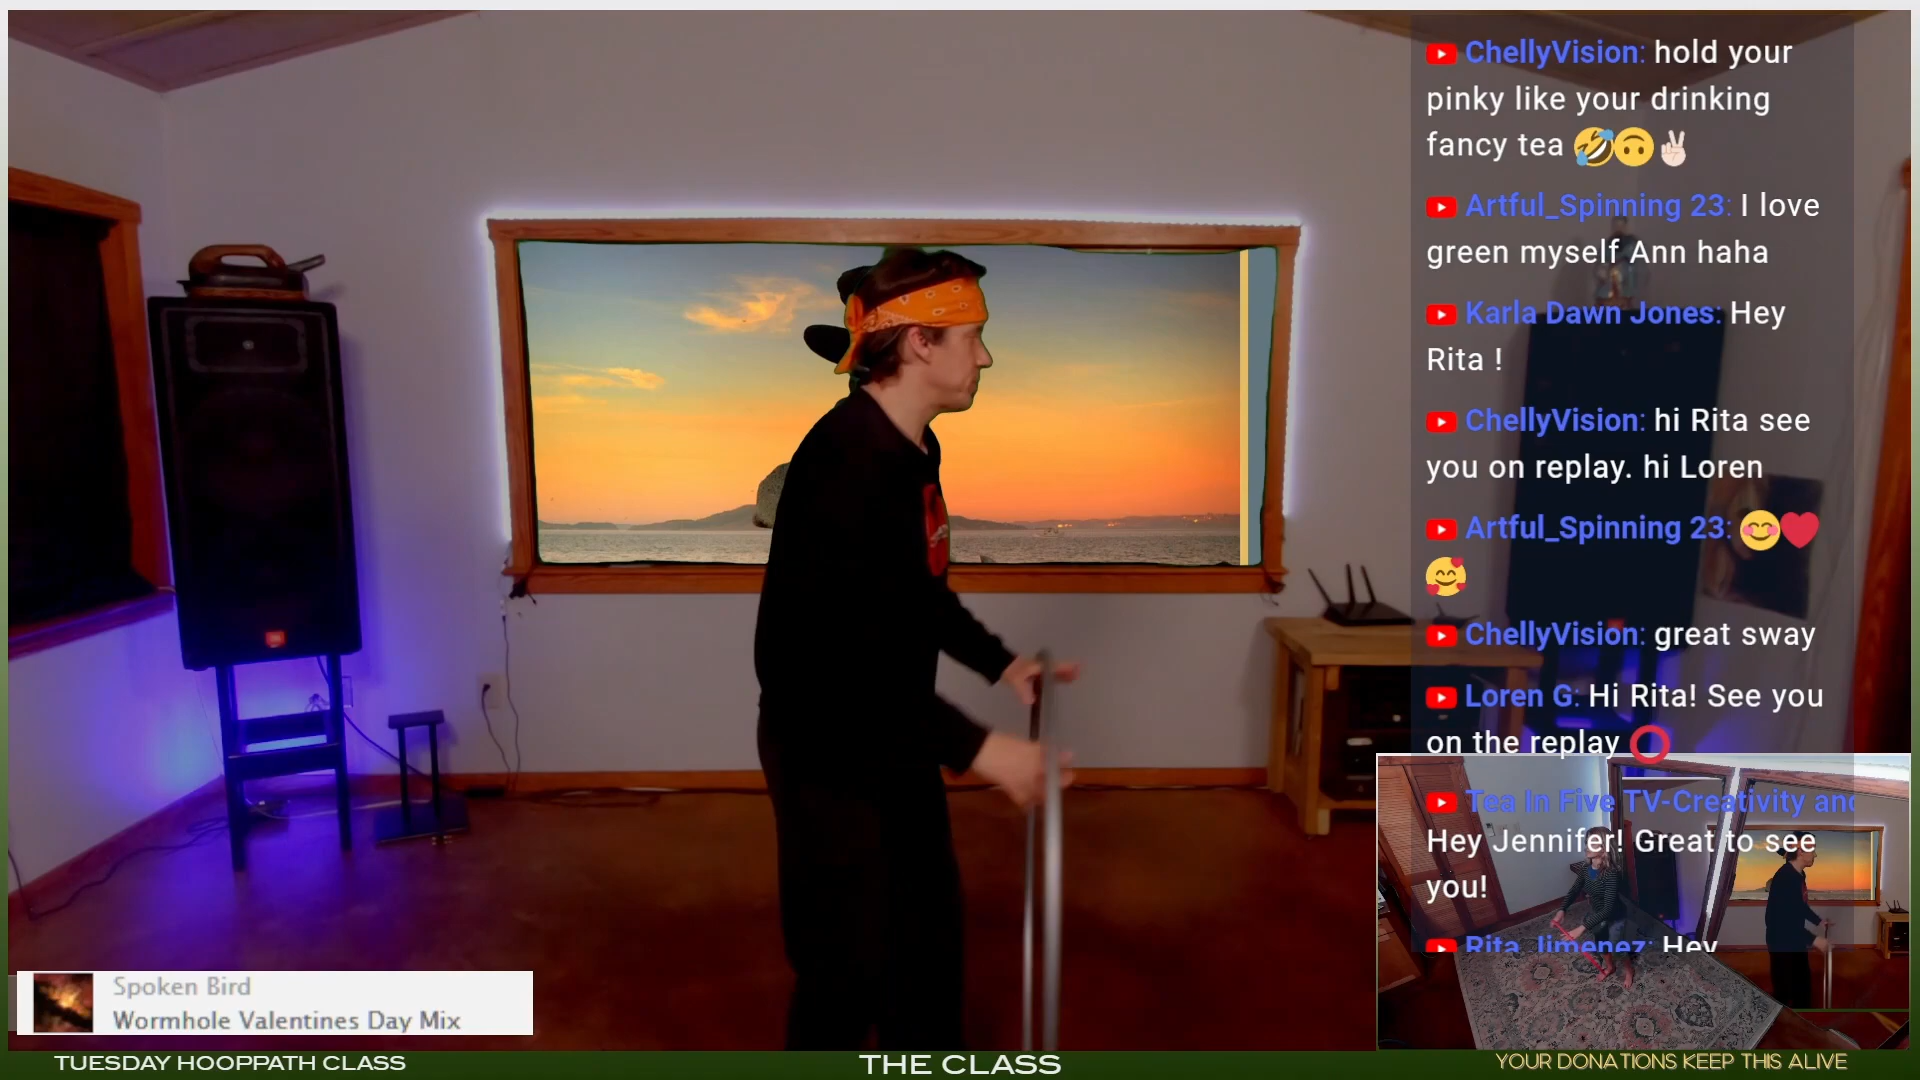 ChellyVision: hold your
pinky like your drinking
fancy tea 🤣🙃✌🏻
Artful_Spinning 23: I love
green myself Ann haha
Karla Dawn Jones: Hey
Rita !
ChellyVision: hi Rita see
you on replay. hi Loren
Artful_Spinning 23: 😊❤️
🥰
ChellyVision: great sway
Loren G: Hi Rita! See you
on the replay ⭕
Tea In Five TV-Creativity and
Hey Jennifer! Great to see
you!
Rita Jimenez: Hey
Spoken Bird
Wormhole Valentines Day Mix
TUESDAY HOOPPATH CLASS
THE CLASS
YOUR DONATIONS KEEP THIS ALIVE